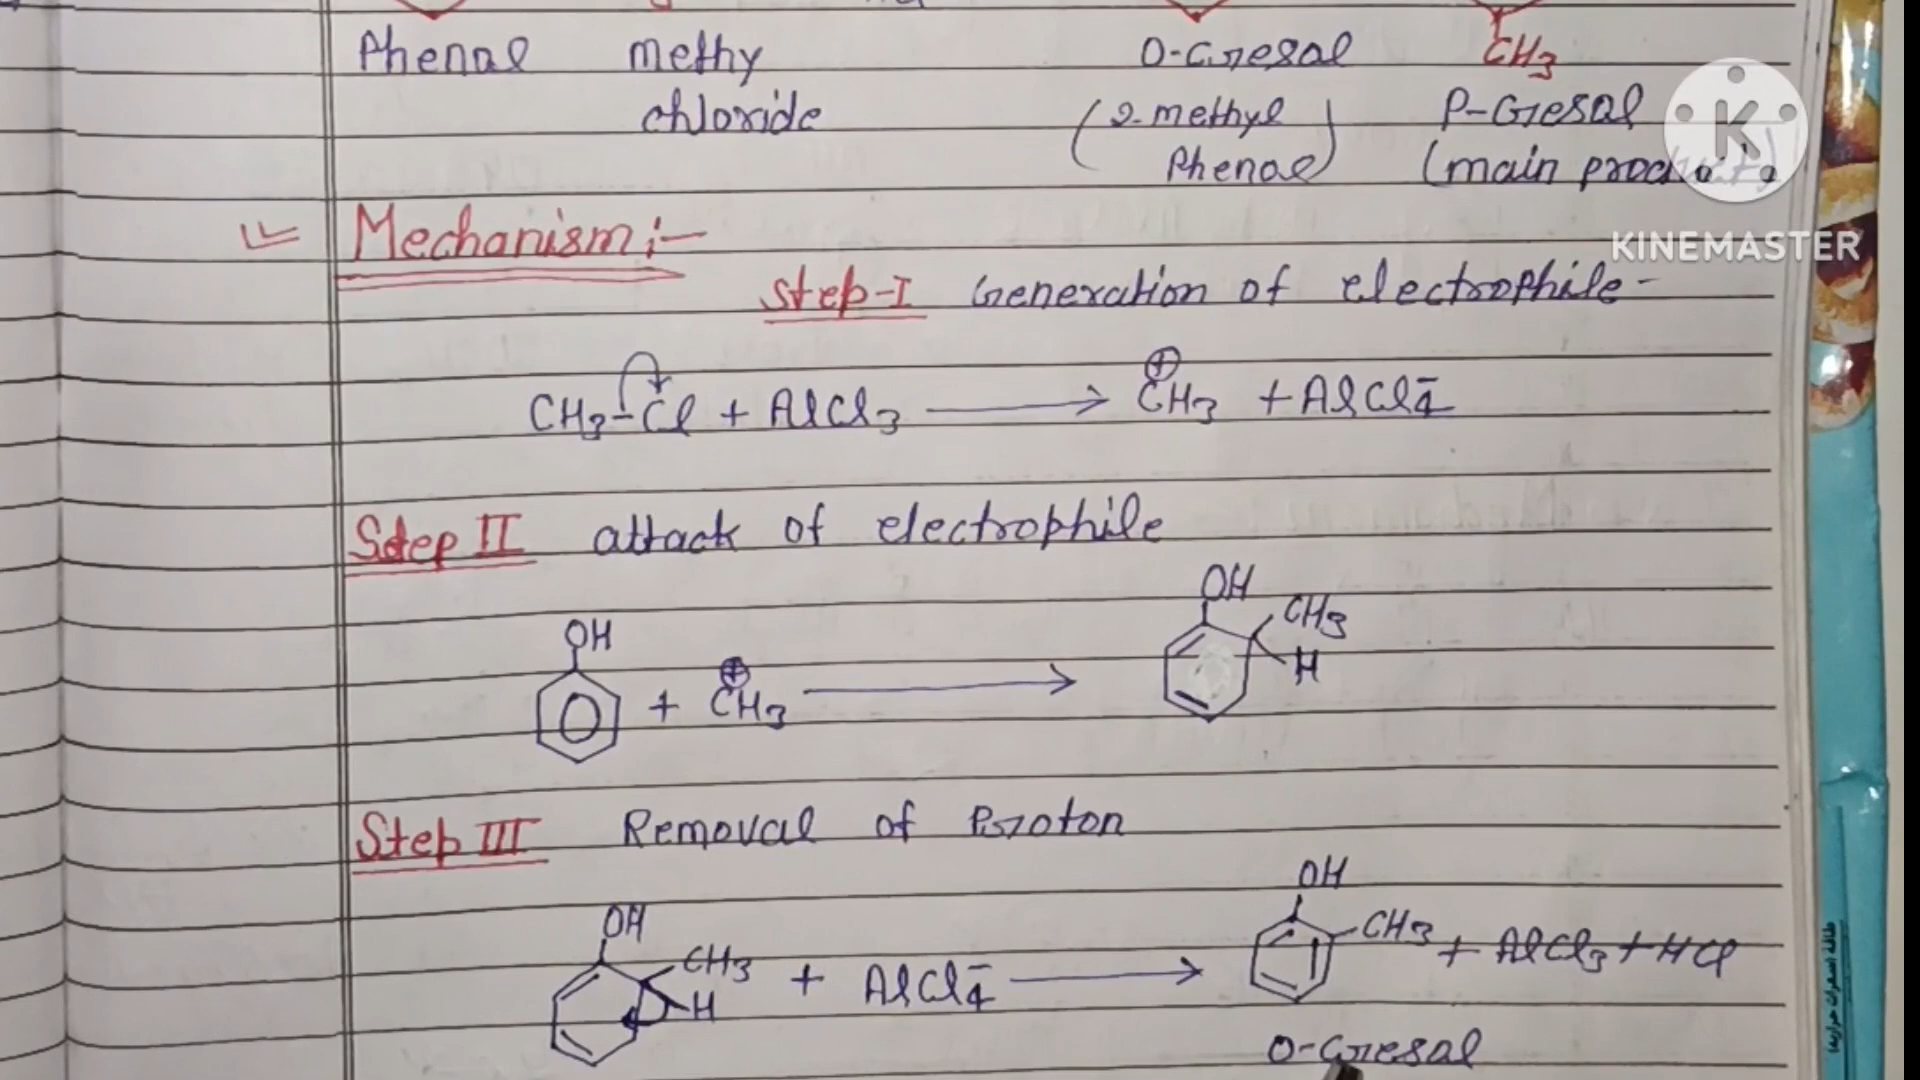 Phenol methy O-Cresol CH3
chloride (2-methyl P-Cresol
Phenol) (main product)
K
KINEMASTER
Mechanism:-
Step-I Generation of electrophile-
CH3-Cl + AlCl3 → ⊕CH3 + AlCl4-
Step II attack of electrophile
OH OH
CH3
+ ⊕CH3 → H
Step III Removal of Proton
OH OH
CH3 + AlCl4- → CH3 + AlCl3 + HCl
H
O-Cresol